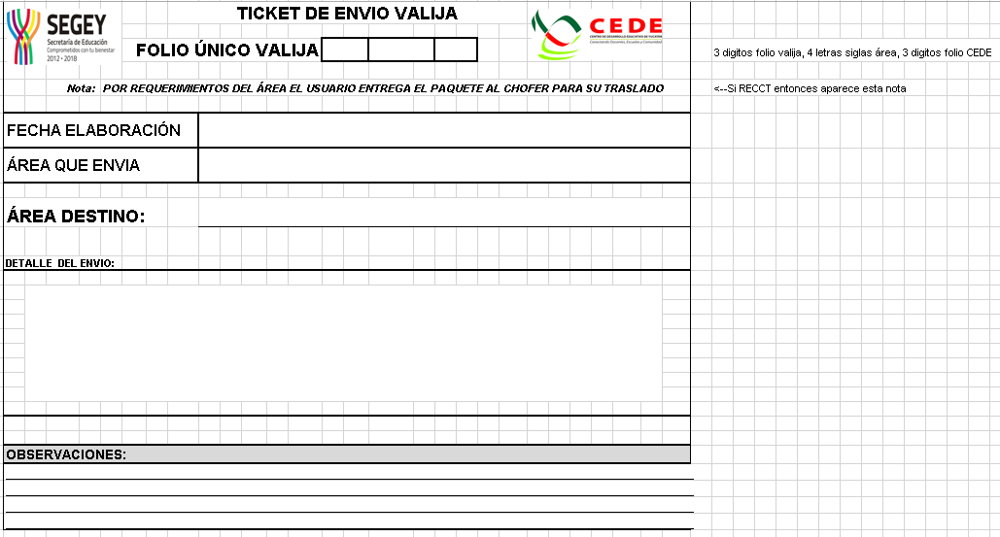 SEGEY
Secretaría de Educación
Comprometidos con tu bienestar
2012 • 2018
TICKET DE ENVIO VALIJA
FOLIO ÚNICO VALIJA
CEDE
CENTRO DE DESARROLLO EDUCATIVO DE YUCATÁN
Conectando Docentes, Escuelas y Comunidad
3 digitos folio valija, 4 letras siglas área, 3 digitos folio CEDE
Nota: POR REQUERIMIENTOS DEL ÁREA EL USUARIO ENTREGA EL PAQUETE AL CHOFER PARA SU TRASLADO
<--Si RECCT entonces aparece esta nota
FECHA ELABORACIÓN
ÁREA QUE ENVIA
ÁREA DESTINO:
DETALLE DEL ENVIO:
OBSERVACIONES: